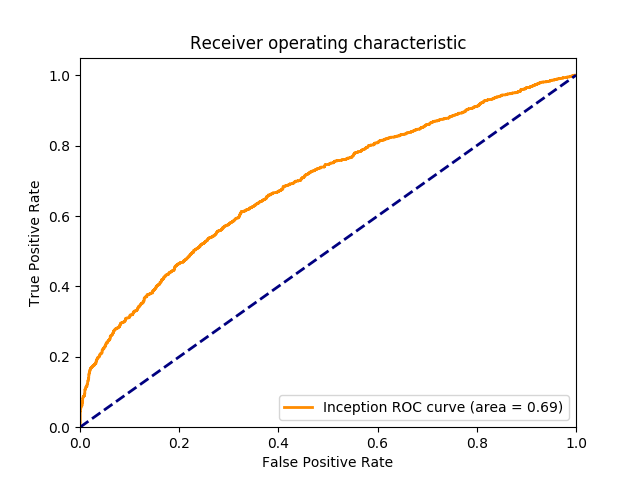 Receiver operating characteristic
True Positive Rate
1.0
0.8
0.6
0.4
0.2
0.0
Inception ROC curve (area = 0.69)
0.0 0.2 0.4 0.6 0.8 1.0
False Positive Rate